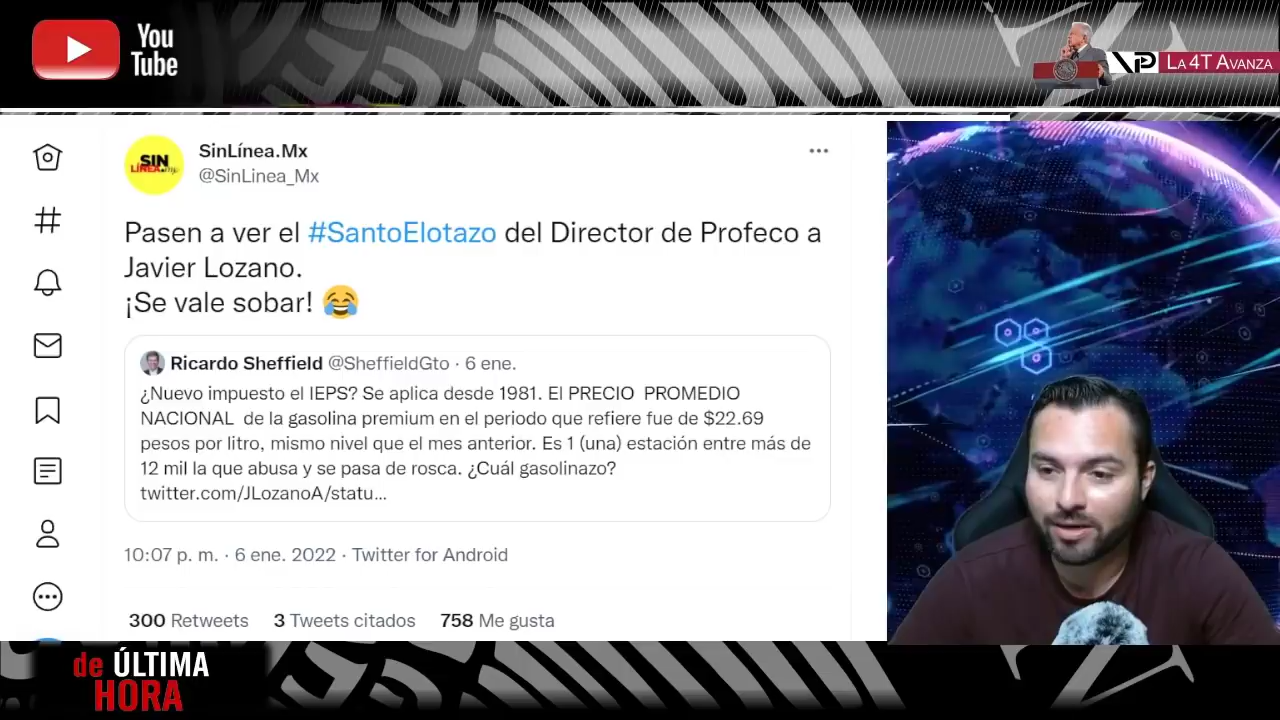 You
Tube
LA 4T AVANZA
SIN
LÍNEA.mx
SinLínea.Mx
@SinLinea_Mx
Pasen a ver el #SantoElotazo del Director de Profeco a
Javier Lozano.
¡Se vale sobar! 😂
Ricardo Sheffield @SheffieldGto · 6 ene.
¿Nuevo impuesto el IEPS? Se aplica desde 1981. El PRECIO PROMEDIO
NACIONAL de la gasolina premium en el periodo que refiere fue de $22.69
pesos por litro, mismo nivel que el mes anterior. Es 1 (una) estación entre más de
12 mil la que abusa y se pasa de rosca. ¿Cuál gasolinazo?
twitter.com/JLozanoA/statu...
10:07 p. m. · 6 ene. 2022 · Twitter for Android
300 Retweets 3 Tweets citados 758 Me gusta
de ÚLTIMA
HORA